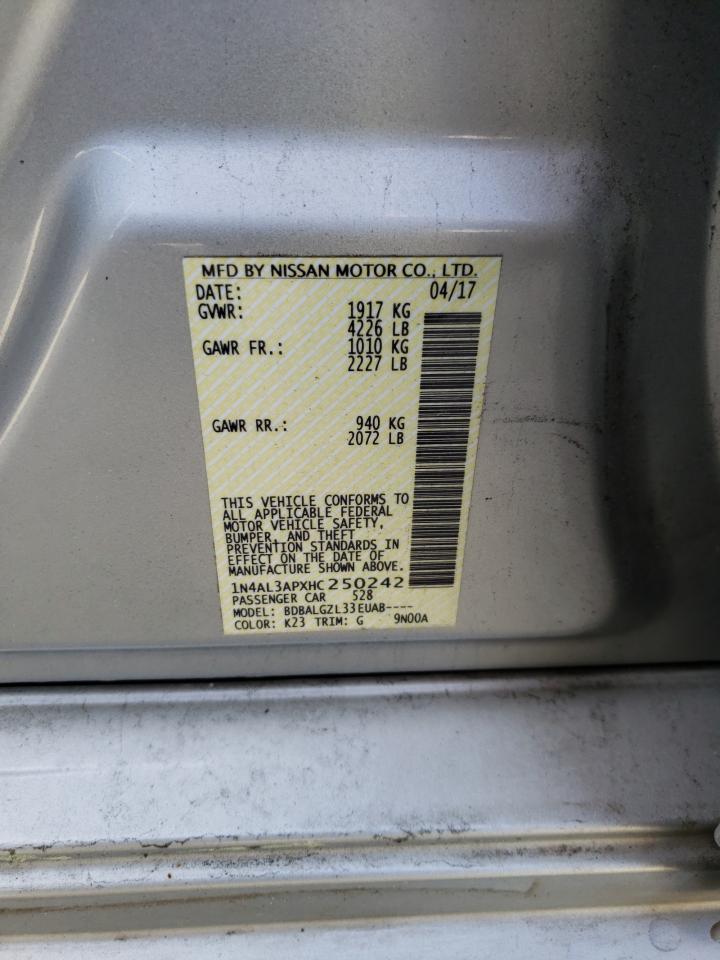 MFD BY NISSAN MOTOR CO., LTD.
DATE: 04/17
GVWR: 1917 KG
4226 LB
GAWR FR.: 1010 KG
2227 LB
GAWR RR.: 940 KG
2072 LB
THIS VEHICLE CONFORMS TO
ALL APPLICABLE FEDERAL
MOTOR VEHICLE SAFETY,
BUMPER, AND THEFT
PREVENTION STANDARDS IN
EFFECT ON THE DATE OF
MANUFACTURE SHOWN ABOVE.
1N4AL3APXHC250242
PASSENGER CAR 528
MODEL: BDBALGZL33EUAB----
COLOR: K23 TRIM: G 9N00A